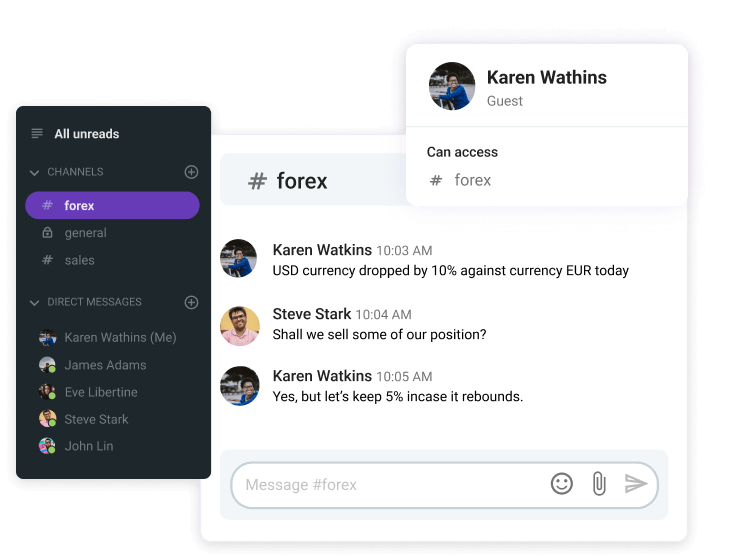 Karen Wathins
Guest
Can access
# forex
All unreads
CHANNELS
# forex
general
# sales
DIRECT MESSAGES
Karen Wathins (Me)
James Adams
Eve Libertine
Steve Stark
John Lin
# forex
Karen Watkins 10:03 AM
USD currency dropped by 10% against currency EUR today
Steve Stark 10:04 AM
Shall we sell some of our position?
Karen Watkins 10:05 AM
Yes, but let’s keep 5% incase it rebounds.
Message #forex